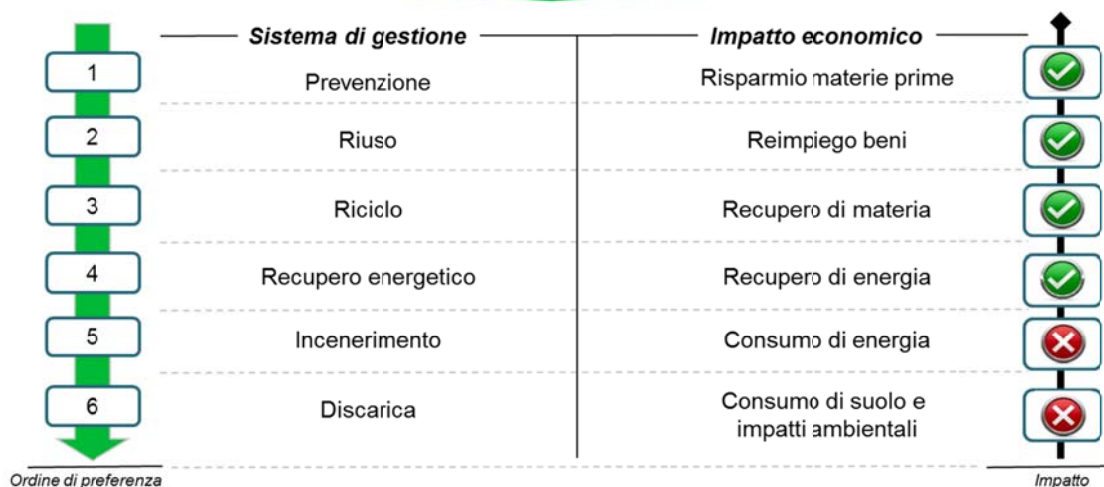 Sistema di gestione Impatto economico
1 Prevenzione Risparmio materie prime
2 Riuso Reimpiego beni
3 Riciclo Recupero di materia
4 Recupero energetico Recupero di energia
5 Incenerimento Consumo di energia
6 Discarica Consumo di suolo e
impatti ambientali
Ordine di preferenza Impatto